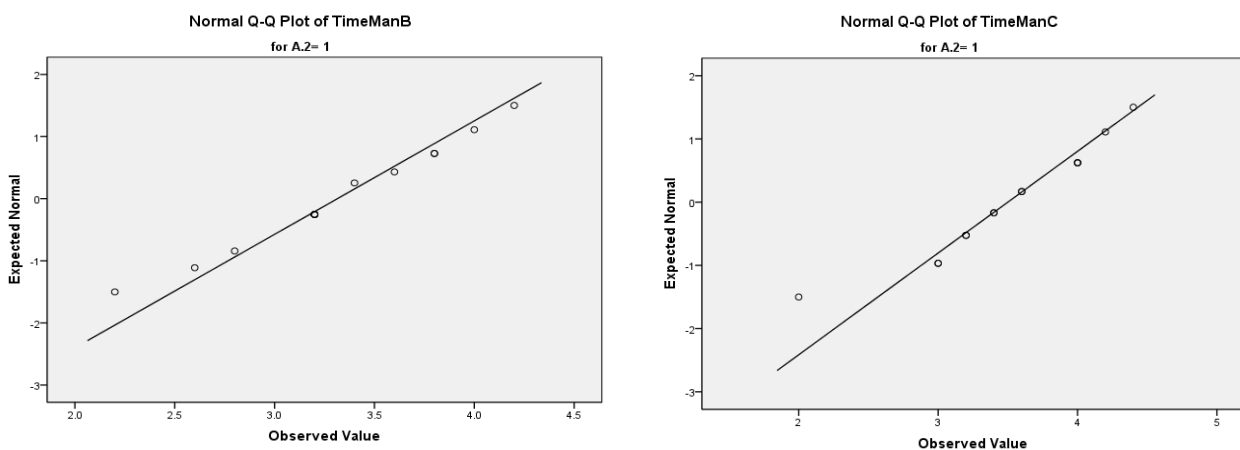 Normal Q-Q Plot of TimeManB
for A.2= 1
2
1
0
-1
-2
-3
Expected Normal
2.0
2.5
3.0
3.5
4.0
4.5
Observed Value
Normal Q-Q Plot of TimeManC
for A.2= 1
2
1
0
-1
-2
-3
Expected Normal
2
3
4
5
Observed Value